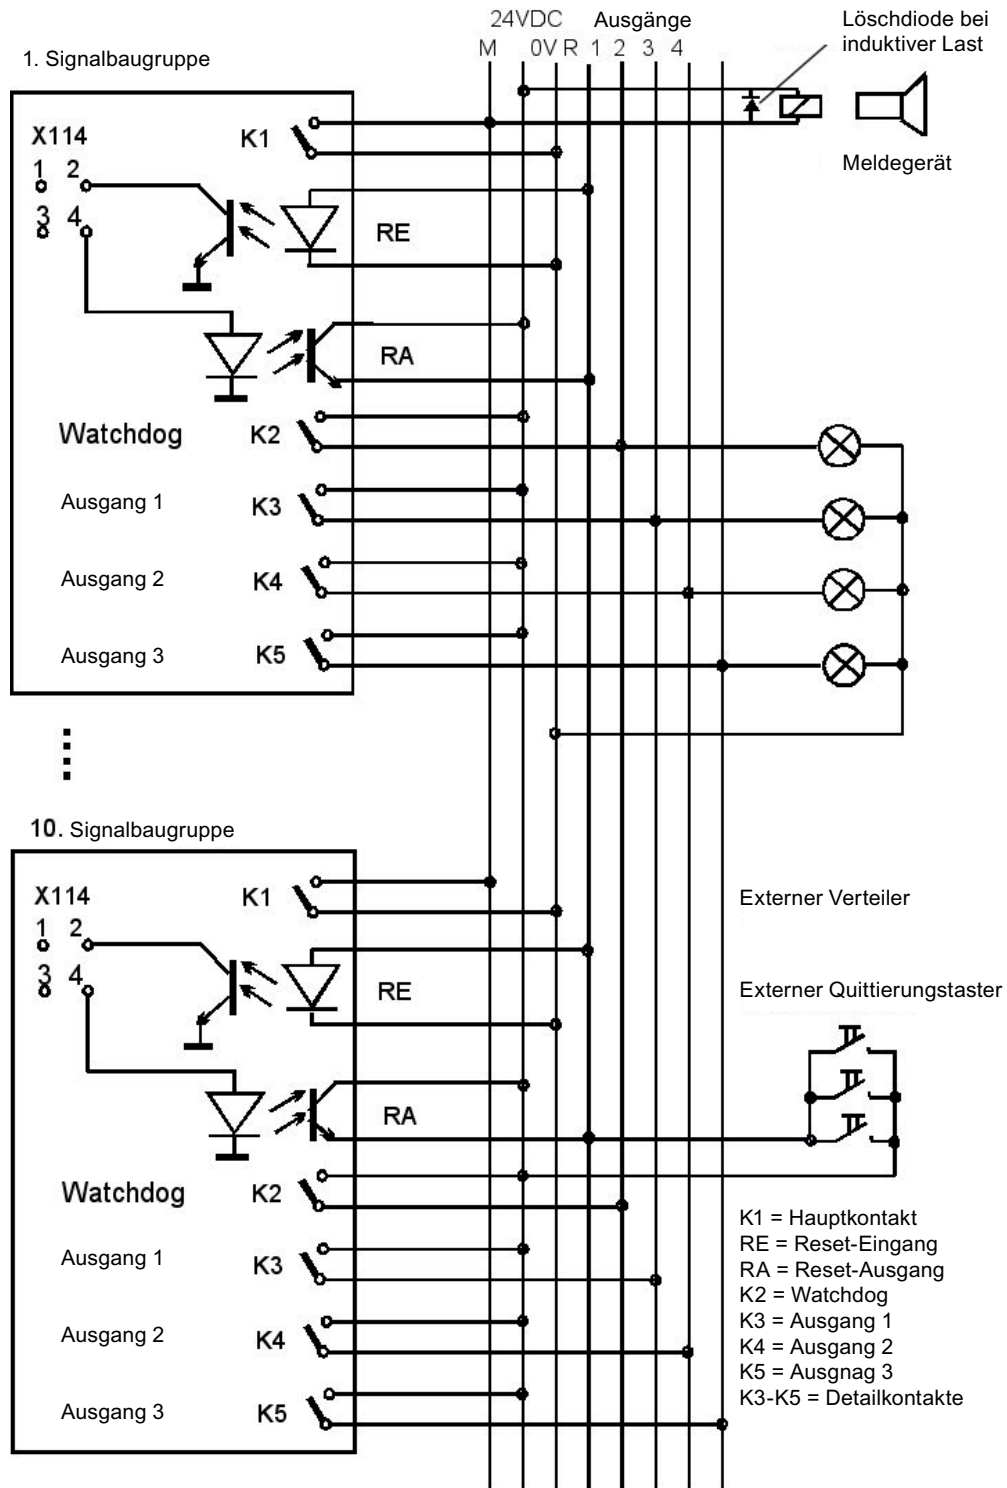 24VDC Ausgänge
M 0V R 1 2 3 4
Löschdiode bei
induktiver Last
Meldegerät
1. Signalbaugruppe
X114
1 2
3 4
K1
RE
RA
Watchdog K2
Ausgang 1 K3
Ausgang 2 K4
Ausgang 3 K5
10. Signalbaugruppe
X114
1 2
3 4
K1
RE
RA
Watchdog K2
Ausgang 1 K3
Ausgang 2 K4
Ausgang 3 K5
Externer Verteiler
Externer Quittierungstaster
K1 = Hauptkontakt
RE = Reset-Eingang
RA = Reset-Ausgang
K2 = Watchdog
K3 = Ausgang 1
K4 = Ausgang 2
K5 = Ausgnag 3
K3-K5 = Detailkontakte